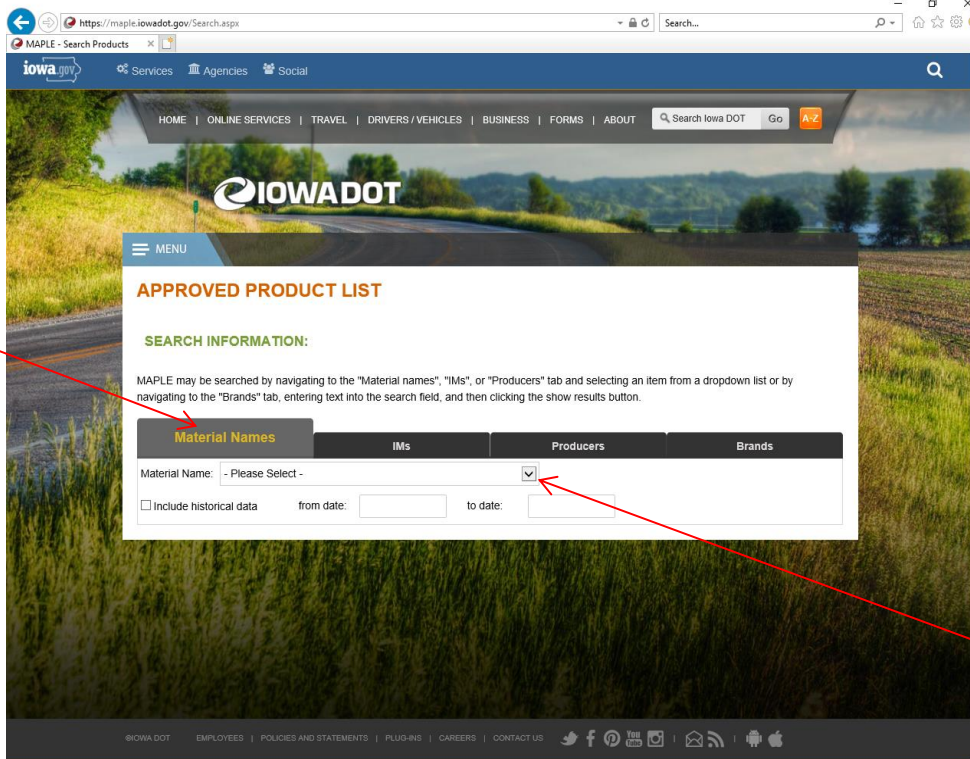 https://maple.iowadot.gov/Search.aspx
Search...
MAPLE - Search Products
iowa.gov
Services
Agencies
Social
HOME | ONLINE SERVICES | TRAVEL | DRIVERS / VEHICLES | BUSINESS | FORMS | ABOUT
Search Iowa DOT
Go
A-Z
IOWADOT
MENU
APPROVED PRODUCT LIST
SEARCH INFORMATION:
MAPLE may be searched by navigating to the "Material names", "IMs", or "Producers" tab and selecting an item from a dropdown list or by
navigating to the "Brands" tab, entering text into the search field, and then clicking the show results button.
Material Names
IMs
Producers
Brands
Material Name: - Please Select -
Include historical data from date: to date:
©IOWA DOT EMPLOYEES | POLICIES AND STATEMENTS | PLUG-INS | CAREERS | CONTACT US
You
Tube